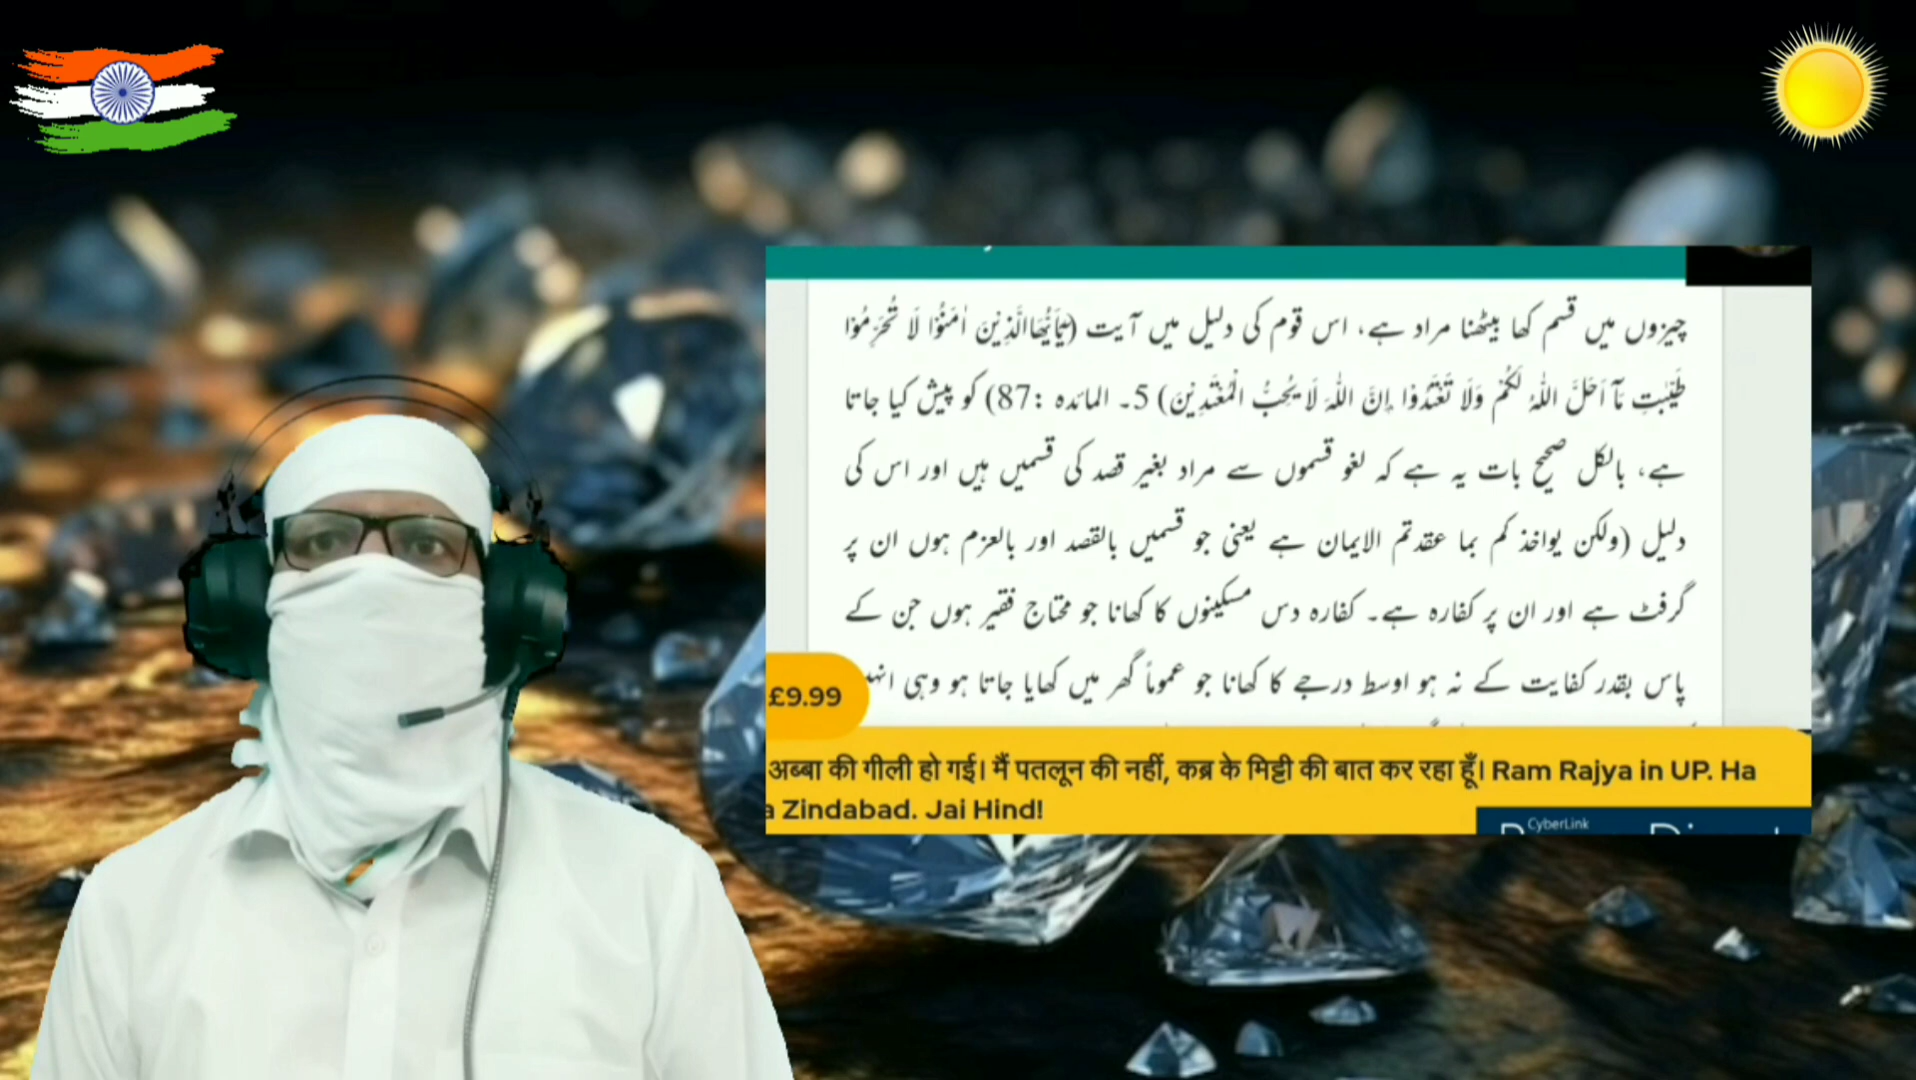 چیزوں میں قسم کھا بیٹھنا مراد ہے، اس قوم کی دلیل میں آیت (يٰٓاَيُّھَاالَّذِيْنَ اٰمَنُوْا لَا تُحَرِّمُوْا
طَيِّبٰتِ مَآ اَحَلَّ اللّٰهُ لَكُمْ وَلَا تَعْتَدُوْا ۭاِنَّ اللّٰهَ لَا يُحِبُّ الْمُعْتَدِيْنَ) 5۔ المائدہ :87) کو پیش کیا جاتا
ہے، بالکل صحیح بات یہ ہے کہ لغو قسموں سے مراد بغیر قصد کی قسمیں ہیں اور اس کی
دلیل (ولکن یواخذ کم بما عقدتم الایمان ہے یعنی جو قسمیں بالقصد اور بالعزم ہوں ان پر
گرفٹ ہے اور ان پر کفارہ ہے۔ کفارہ دس مسکینوں کا کھانا جو محتاج فقیر ہوں جن کے
پاس بقدر کفایت کے نہ ہو اوسط درجے کا کھانا جو عموماً گھر میں کھایا جاتا ہو وہی
£9.99
अब्बा की गीली हो गई। मैं पतलून की नहीं, कब्र के मिट्टी की बात कर रहा हूँ। Ram Rajya in UP. Ha
a Zindabad. Jai Hind!
CyberLink